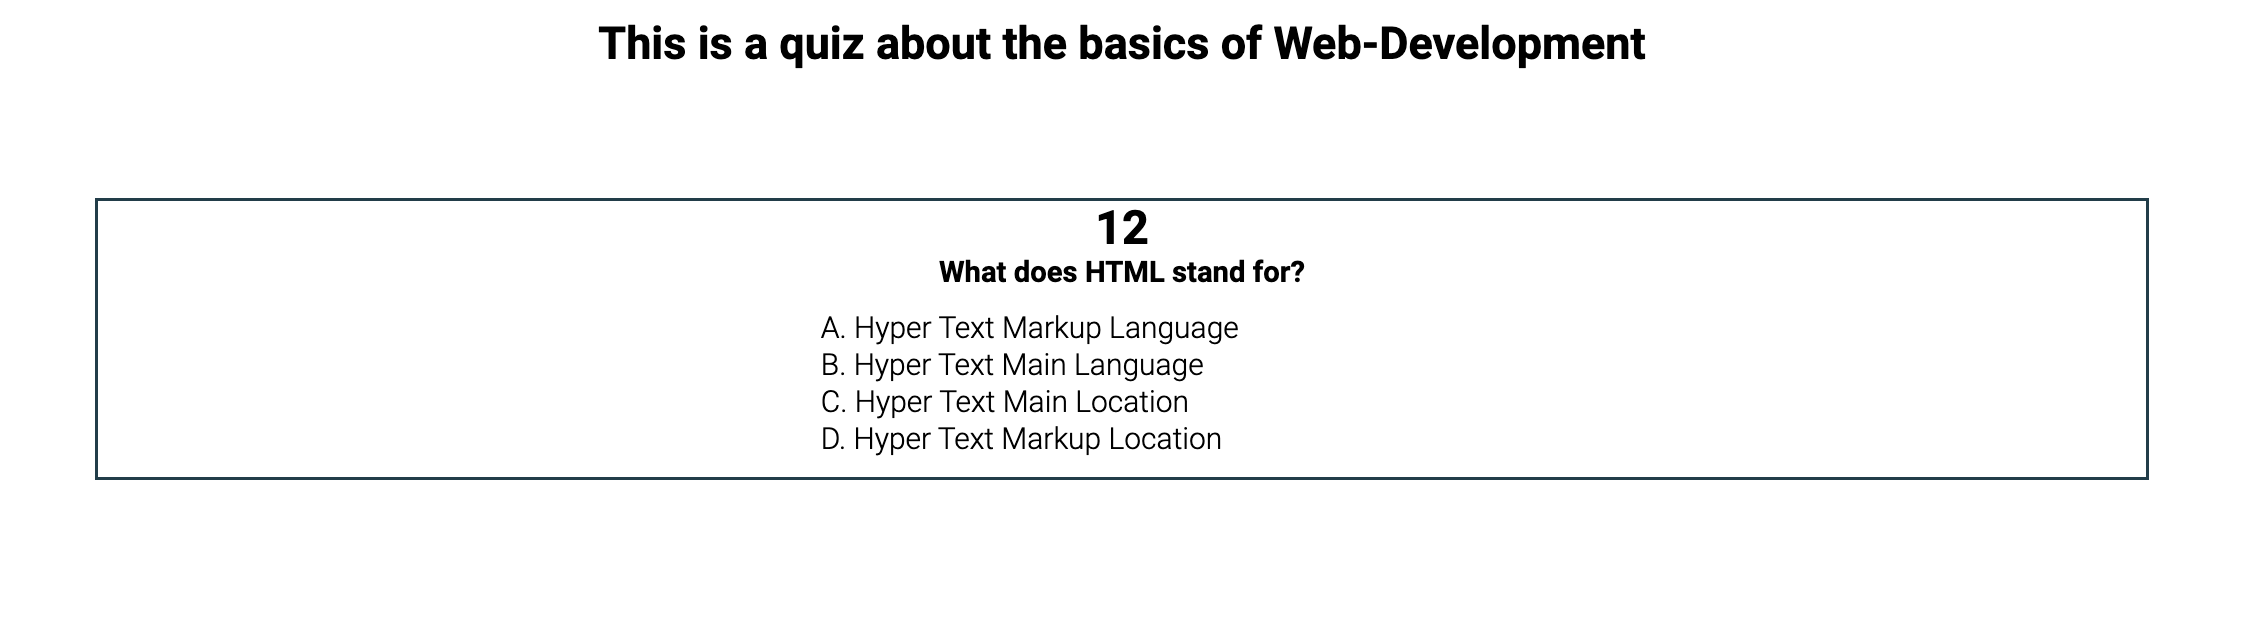 This is a quiz about the basics of Web-Development
12
What does HTML stand for?
A. Hyper Text Markup Language
B. Hyper Text Main Language
C. Hyper Text Main Location
D. Hyper Text Markup Location